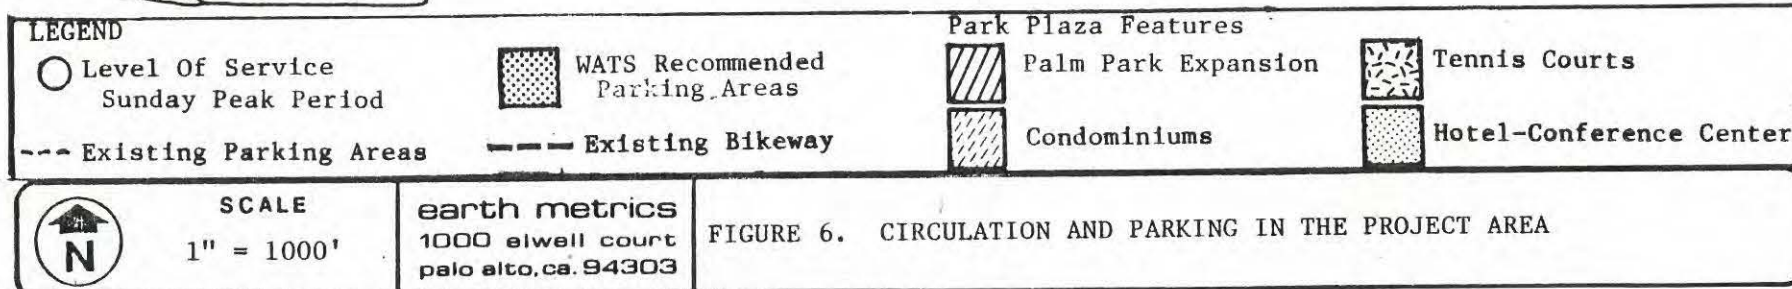 LEGEND
Level Of Service
Sunday Peak Period
--- Existing Parking Areas
WATS Recommended
Parking Areas
Existing Bikeway
Park Plaza Features
Palm Park Expansion
Condominiums
Tennis Courts
Hotel-Conference Center
N
SCALE
1" = 1000'
earth metrics
1000 elwell court
palo alto, ca. 94303
FIGURE 6. CIRCULATION AND PARKING IN THE PROJECT AREA